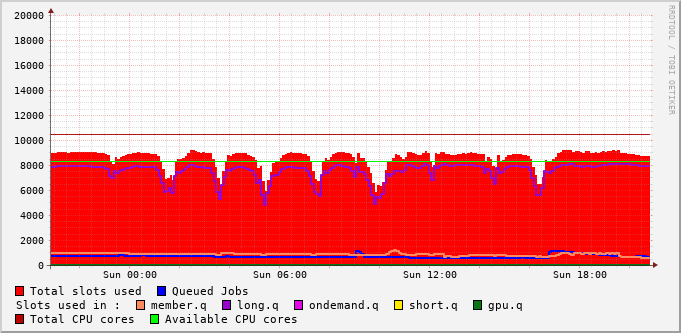 20000
18000
16000
14000
12000
10000
8000
6000
4000
2000
0
Sun 00:00 Sun 06:00 Sun 12:00 Sun 18:00
Total slots used Queued Jobs
Slots used in : member.q long.q ondemand.q short.q gpu.q
Total CPU cores Available CPU cores
RRDTOOL / TOBI OETIKER